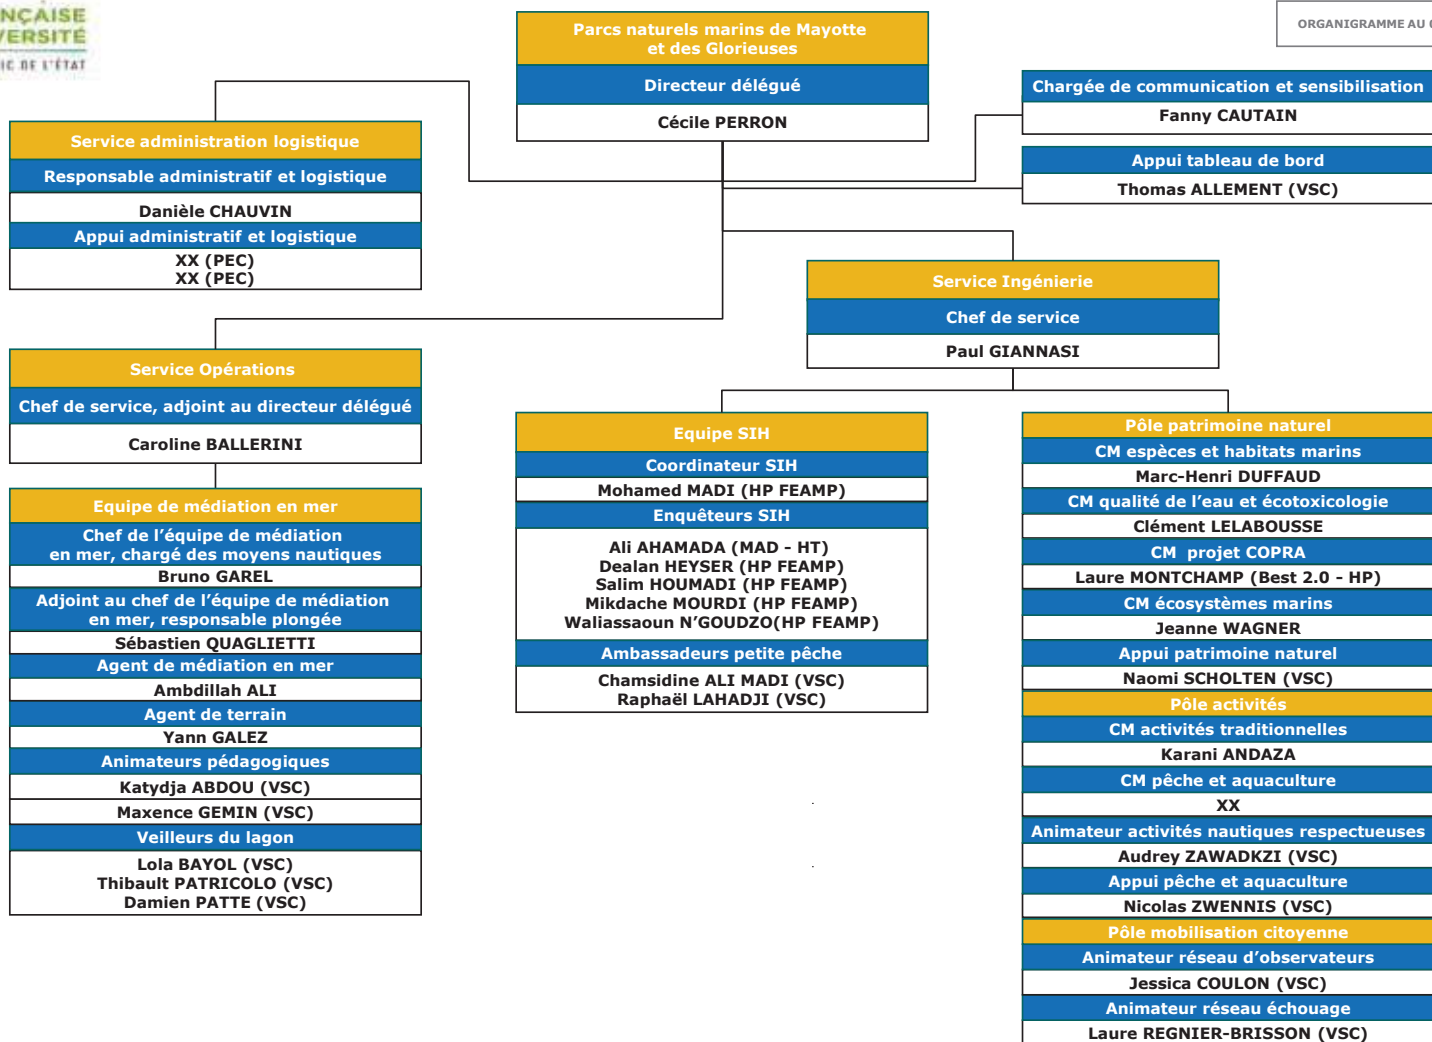 Parcs naturels marins de Mayotte
et des Glorieuses
Directeur délégué
Cécile PERRON
ORGANIGRAMME AU
Chargée de communication et sensibilisation
Fanny CAUTAIN
Appui tableau de bord
Thomas ALLEMENT (VSC)
Service administration logistique
Responsable administratif et logistique
Danièle CHAUVIN
Appui administratif et logistique
XX (PEC)
XX (PEC)
Service Opérations
Chef de service, adjoint au directeur délégué
Caroline BALLERINI
Equipe de médiation en mer
Chef de l’équipe de médiation
en mer, chargé des moyens nautiques
Bruno GAREL
Adjoint au chef de l’équipe de médiation
en mer, responsable plongée
Sébastien QUAGLIETTI
Agent de médiation en mer
Ambdillah ALI
Agent de terrain
Yann GALEZ
Animateurs pédagogiques
Katydja ABDOU (VSC)
Maxence GEMIN (VSC)
Veilleurs du lagon
Lola BAYOL (VSC)
Thibault PATRICOLO (VSC)
Damien PATTE (VSC)
Service Ingénierie
Chef de service
Paul GIANNASI
Equipe SIH
Coordinateur SIH
Mohamed MADI (HP FEAMP)
Enquêteurs SIH
Ali AHAMADA (MAD - HT)
Dealan HEYSER (HP FEAMP)
Salim HOUMADI (HP FEAMP)
Mikdache MOURDI (HP FEAMP)
Waliassaoun N’GOUDZO(HP FEAMP)
Ambassadeurs petite pêche
Chamsidine ALI MADI (VSC)
Raphaël LAHADJI (VSC)
Pôle patrimoine naturel
CM espèces et habitats marins
Marc-Henri DUFFAUD
CM qualité de l’eau et écotoxicologie
Clément LELABOUSSE
CM projet COPRA
Laure MONTCHAMP (Best 2.0 - HP)
CM écosystèmes marins
Jeanne WAGNER
Appui patrimoine naturel
Naomi SCHOLTEN (VSC)
Pôle activités
CM activités traditionnelles
Karani ANDAZA
CM pêche et aquaculture
XX
Animateur activités nautiques respectueuses
Audrey ZAWADKZI (VSC)
Appui pêche et aquaculture
Nicolas ZWENNIS (VSC)
Pôle mobilisation citoyenne
Animateur réseau d’observateurs
Jessica COULON (VSC)
Animateur réseau échouage
Laure REGNIER-BRISSON (VSC)